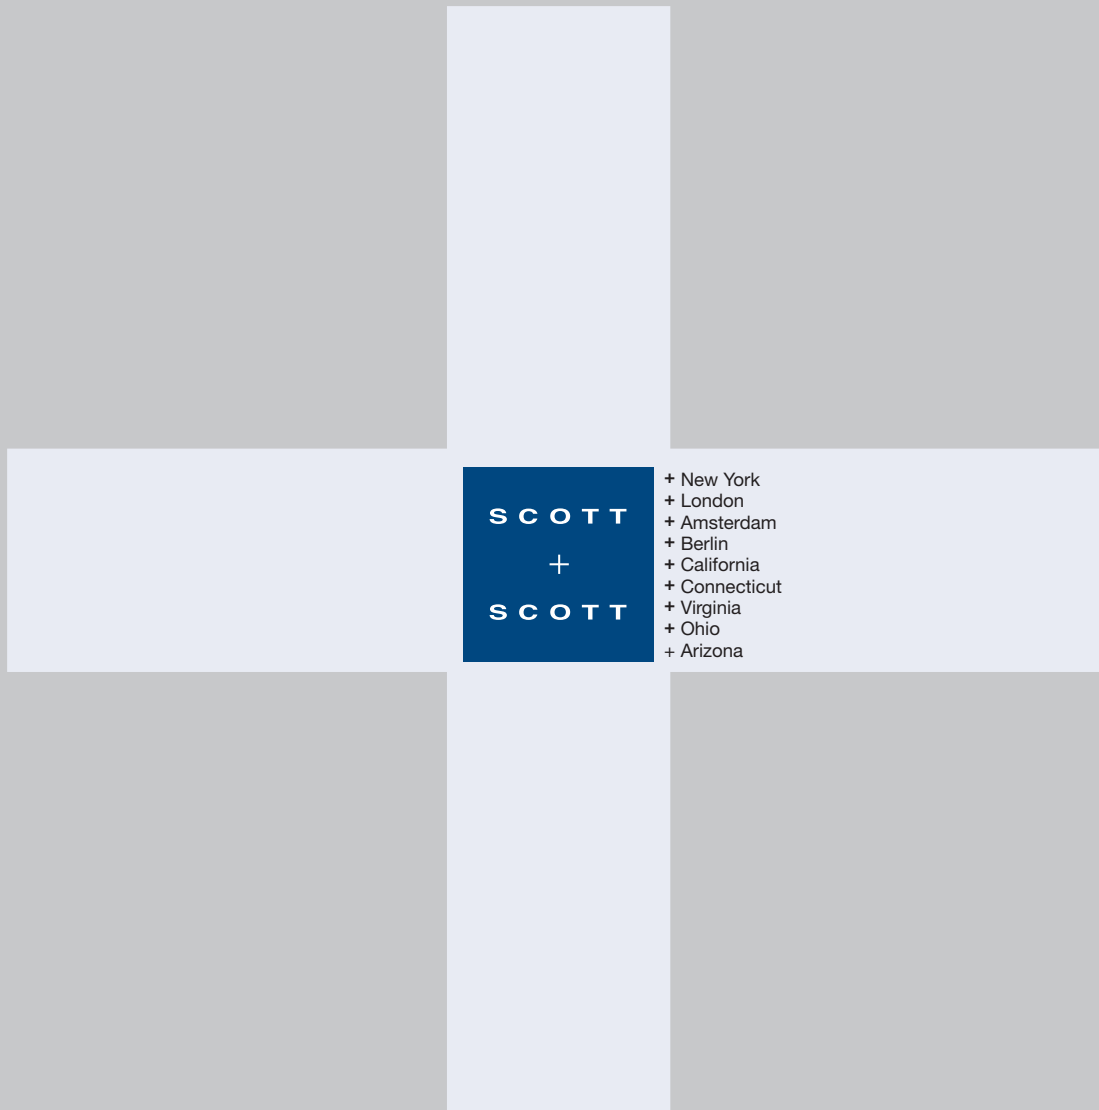 SCOTT
+
SCOTT
+ New York
+ London
+ Amsterdam
+ Berlin
+ California
+ Connecticut
+ Virginia
+ Ohio
+ Arizona